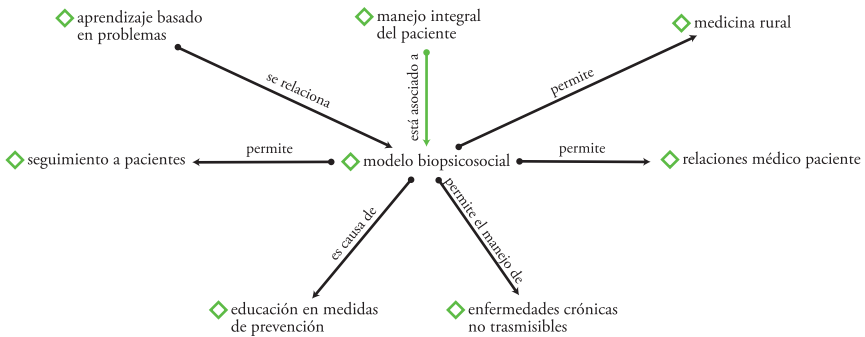 aprendizaje basado
en problemas
manejo integral
del paciente
medicina rural
se relaciona
está asociado a
permite
seguimiento a pacientes
permite
modelo biopsicosocial
permite
relaciones médico paciente
es causa de
permite el manejo de
educación en medidas
de prevención
enfermedades crónicas
no trasmisibles